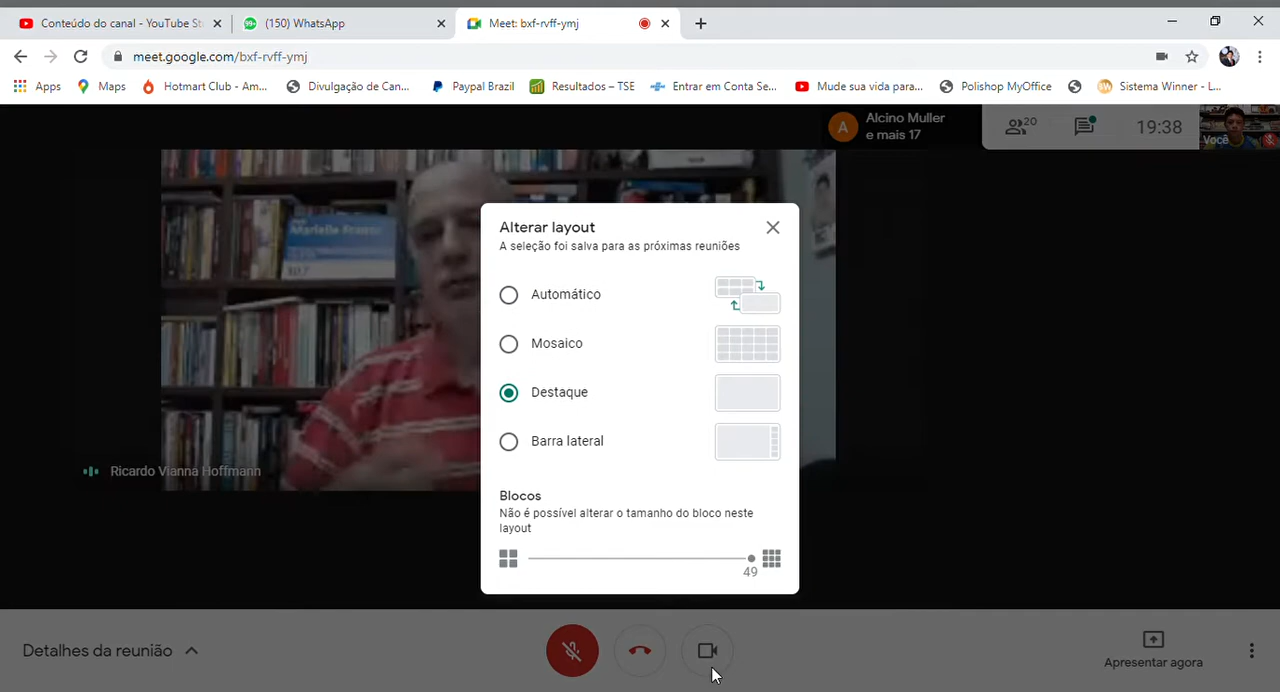 Conteúdo do canal - YouTube St
99+ (150) WhatsApp
Meet: bxf-rvff-ymj
meet.google.com/bxf-rvff-ymj
Apps
Maps
Hotmart Club - Am...
Divulgação de Can...
Paypal Brazil
Resultados – TSE
Entrar em Conta Se...
Mude sua vida para...
Polishop MyOffice
Sistema Winner - L...
A
Alcino Muller
e mais 17
20
19:38
Você
Marielle Franco
Alterar layout
A seleção foi salva para as próximas reuniões
Automático
Mosaico
Destaque
Barra lateral
Blocos
Não é possível alterar o tamanho do bloco neste
layout
49
Ricardo Vianna Hoffmann
Detalhes da reunião
Apresentar agora